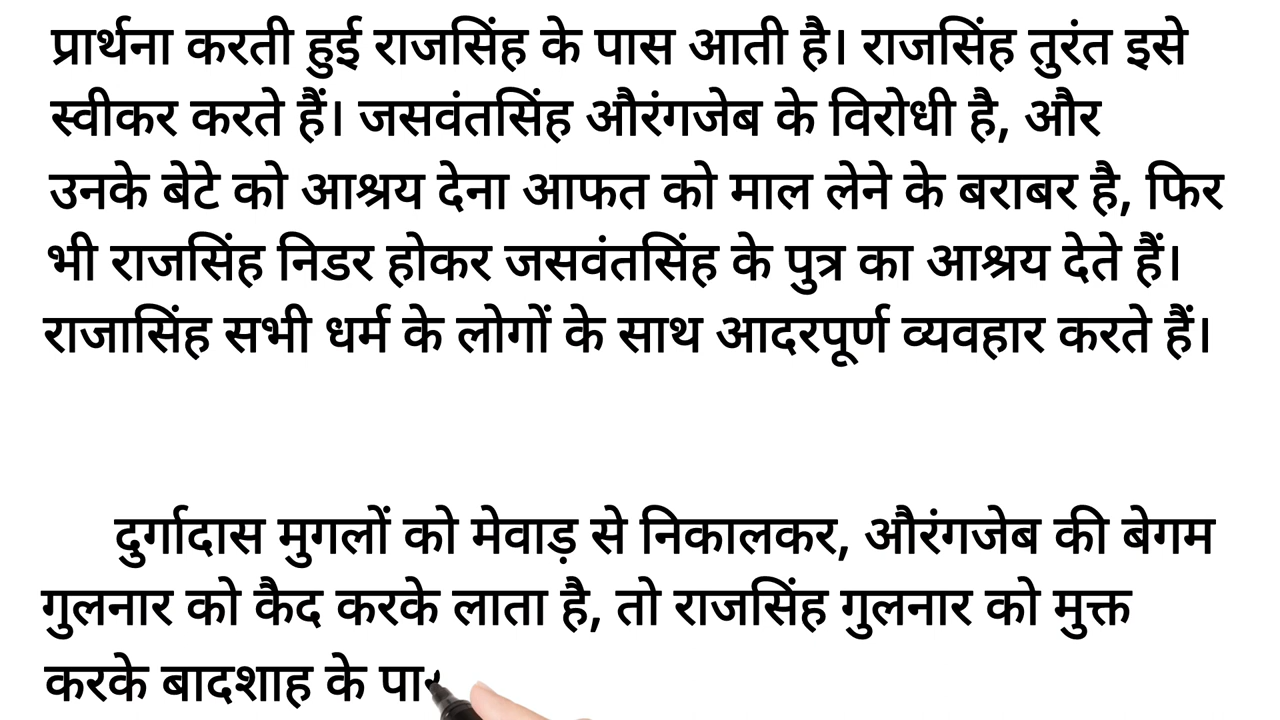 प्रार्थना करती हुई राजसिंह के पास आती है। राजसिंह तुरंत इसे
स्वीकर करते हैं। जसवंतसिंह औरंगजेब के विरोधी है, और
उनके बेटे को आश्रय देना आफत को माल लेने के बराबर है, फिर
भी राजसिंह निडर होकर जसवंतसिंह के पुत्र का आश्रय देते हैं।
राजासिंह सभी धर्म के लोगों के साथ आदरपूर्ण व्यवहार करते हैं।
दुर्गादास मुगलों को मेवाड़ से निकालकर, औरंगजेब की बेगम
गुलनार को कैद करके लाता है, तो राजसिंह गुलनार को मुक्त
करके बादशाह के